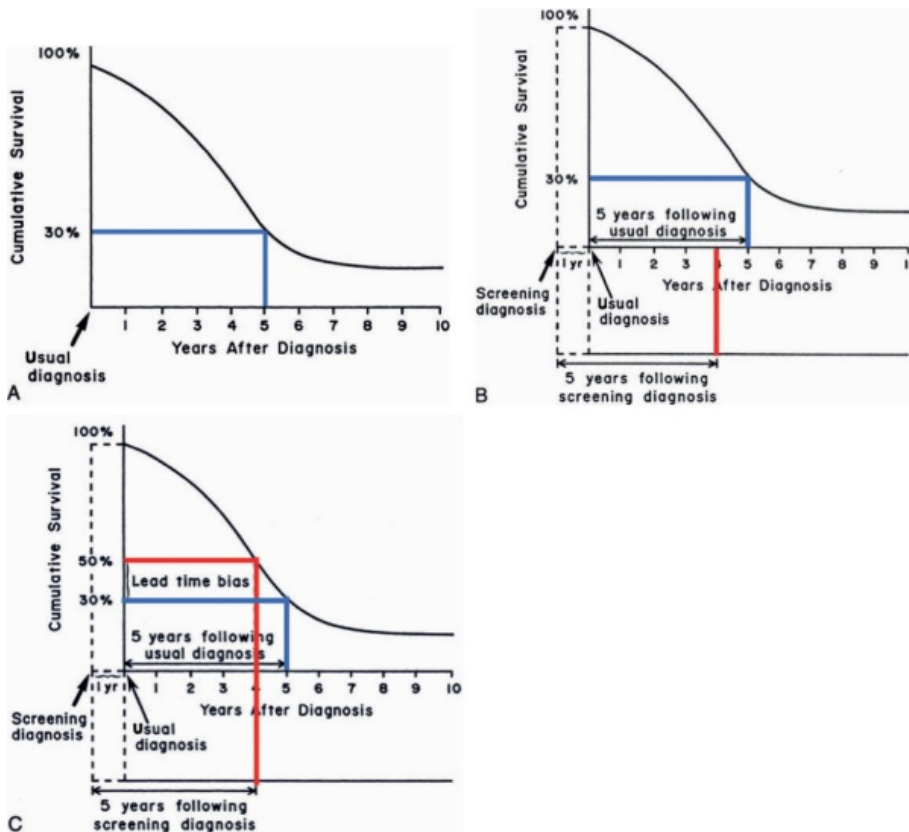 100%
Cumulative Survival
30%
1 2 3 4 5 6 7 8 9 10
Years After Diagnosis
Usual
diagnosis
A
100%
Cumulative Survival
30%
5 years following
usual diagnosis
1 yr
1 2 3 4 5 6 7 8 9 10
Years After Diagnosis
Screening
diagnosis
Usual
diagnosis
5 years following
screening diagnosis
B
100%
Cumulative Survival
50%
Lead time bias
30%
5 years following
usual diagnosis
1 yr
1 2 3 4 5 6 7 8 9 10
Years After Diagnosis
Screening
diagnosis
Usual
diagnosis
5 years following
screening diagnosis
C